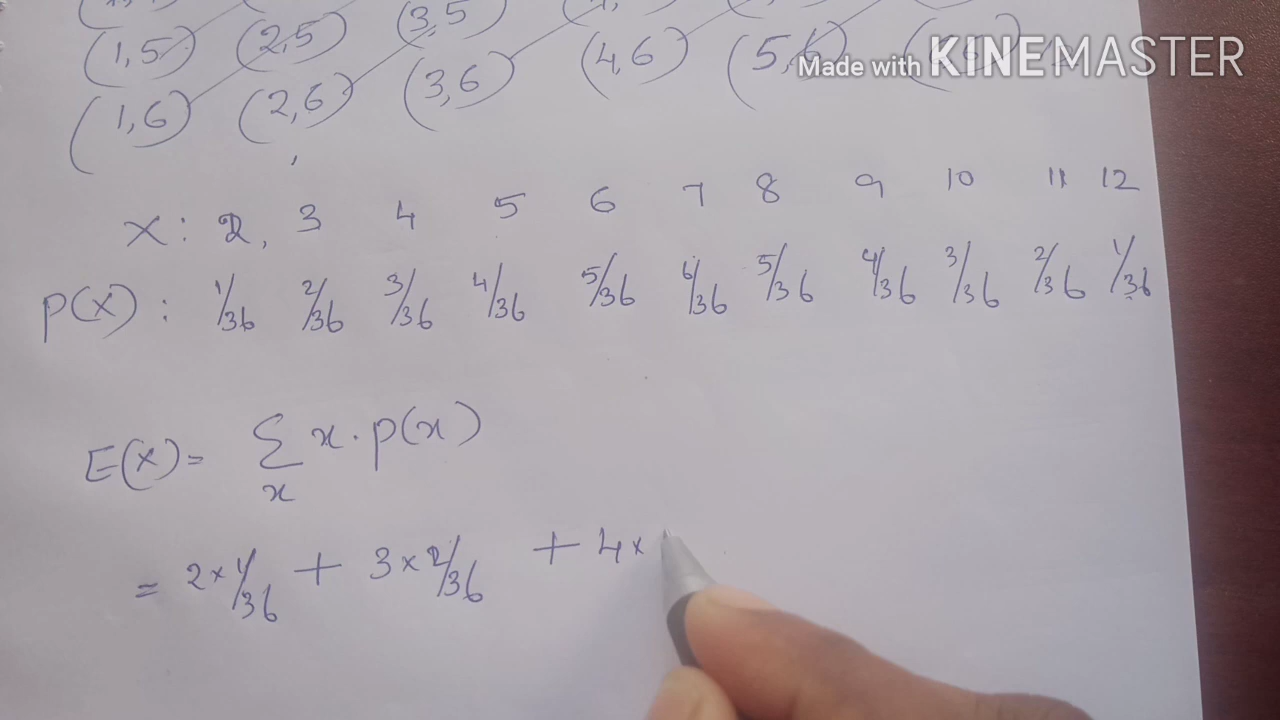 (1,5) (2,5) (3,5)
(1,6) (2,6) (3,6) (4,6) (5,6)
Made with KINEMASTER
X: 2, 3 4 5 6 7 8 9 10 11 12
P(X): 1/36 2/36 3/36 4/36 5/36 6/36 5/36 4/36 3/36 2/36 1/36
E(X)= Σ x · p(x)
x
= 2×1/36 + 3×2/36 + 4×